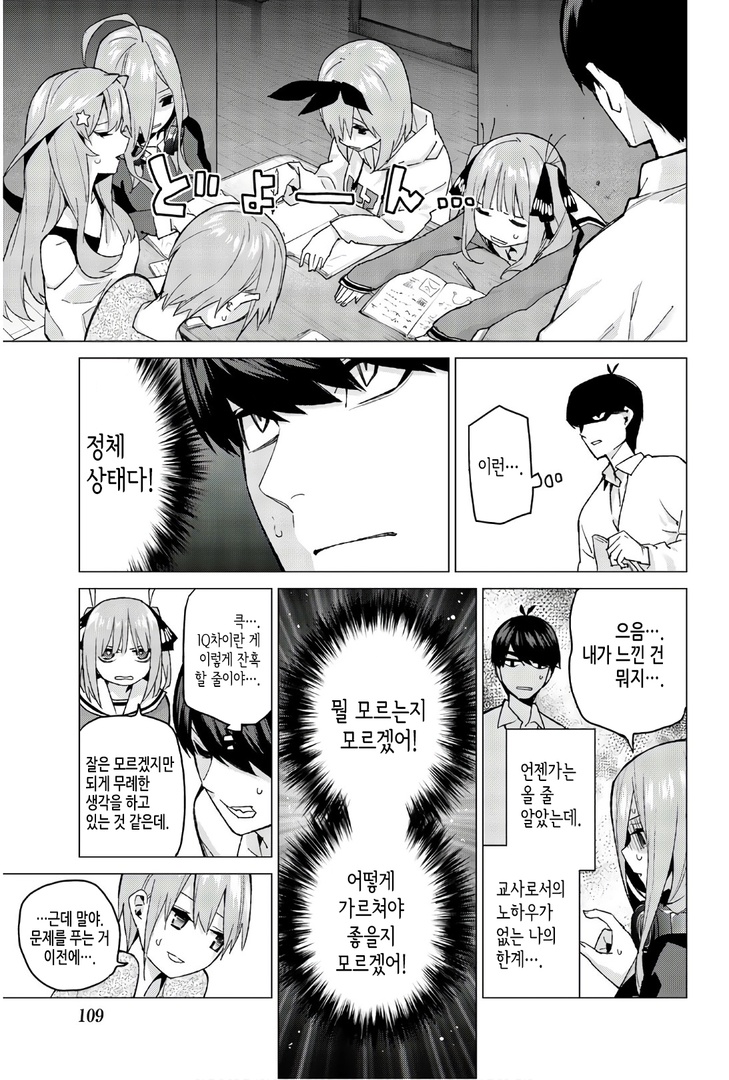 どよーん…
이런….
정체
상태다!
으음….
내가 느낀 건
뭐지….
언젠가는
올 줄
알았는데.
교사로서의
노하우가
없는 나의
한계….
뭘 모르는지
모르겠어!
어떻게
가르쳐야
좋을지
모르겠어!
큭….
IQ차이란 게
이렇게 잔혹
할 줄이야….
잘은 모르겠지만
되게 무례한
생각을 하고
있는 것 같은데.
…근데 말야.
문제를 푸는 거
이전에….
109